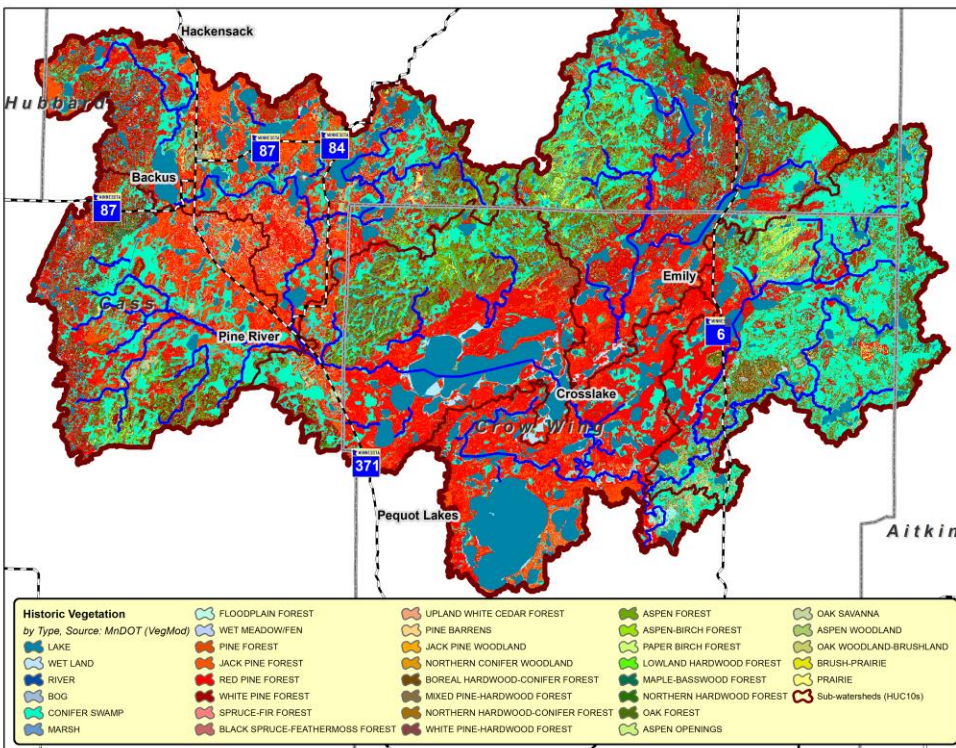 Hackensack
Hubbard
MINNESOTA
87
MINNESOTA
84
Backus
MINNESOTA
87
Emily
Cass
Pine River
MINNESOTA
6
Crosslake
Crow Wing
MINNESOTA
371
Pequot Lakes
Aitkin
Historic Vegetation
by Type, Source: MnDOT (VegMod)
LAKE
WET LAND
RIVER
BOG
CONIFER SWAMP
MARSH
FLOODPLAIN FOREST
WET MEADOW/FEN
PINE FOREST
JACK PINE FOREST
RED PINE FOREST
WHITE PINE FOREST
SPRUCE-FIR FOREST
BLACK SPRUCE-FEATHERMOSS FOREST
UPLAND WHITE CEDAR FOREST
PINE BARRENS
JACK PINE WOODLAND
NORTHERN CONIFER WOODLAND
BOREAL HARDWOOD-CONIFER FOREST
MIXED PINE-HARDWOOD FOREST
NORTHERN HARDWOOD-CONIFER FOREST
WHITE PINE-HARDWOOD FOREST
ASPEN FOREST
ASPEN-BIRCH FOREST
PAPER BIRCH FOREST
LOWLAND HARDWOOD FOREST
MAPLE-BASSWOOD FOREST
NORTHERN HARDWOOD FOREST
OAK FOREST
ASPEN OPENINGS
OAK SAVANNA
ASPEN WOODLAND
OAK WOODLAND-BRUSHLAND
BRUSH-PRAIRIE
PRAIRIE
Sub-watersheds (HUC10s)